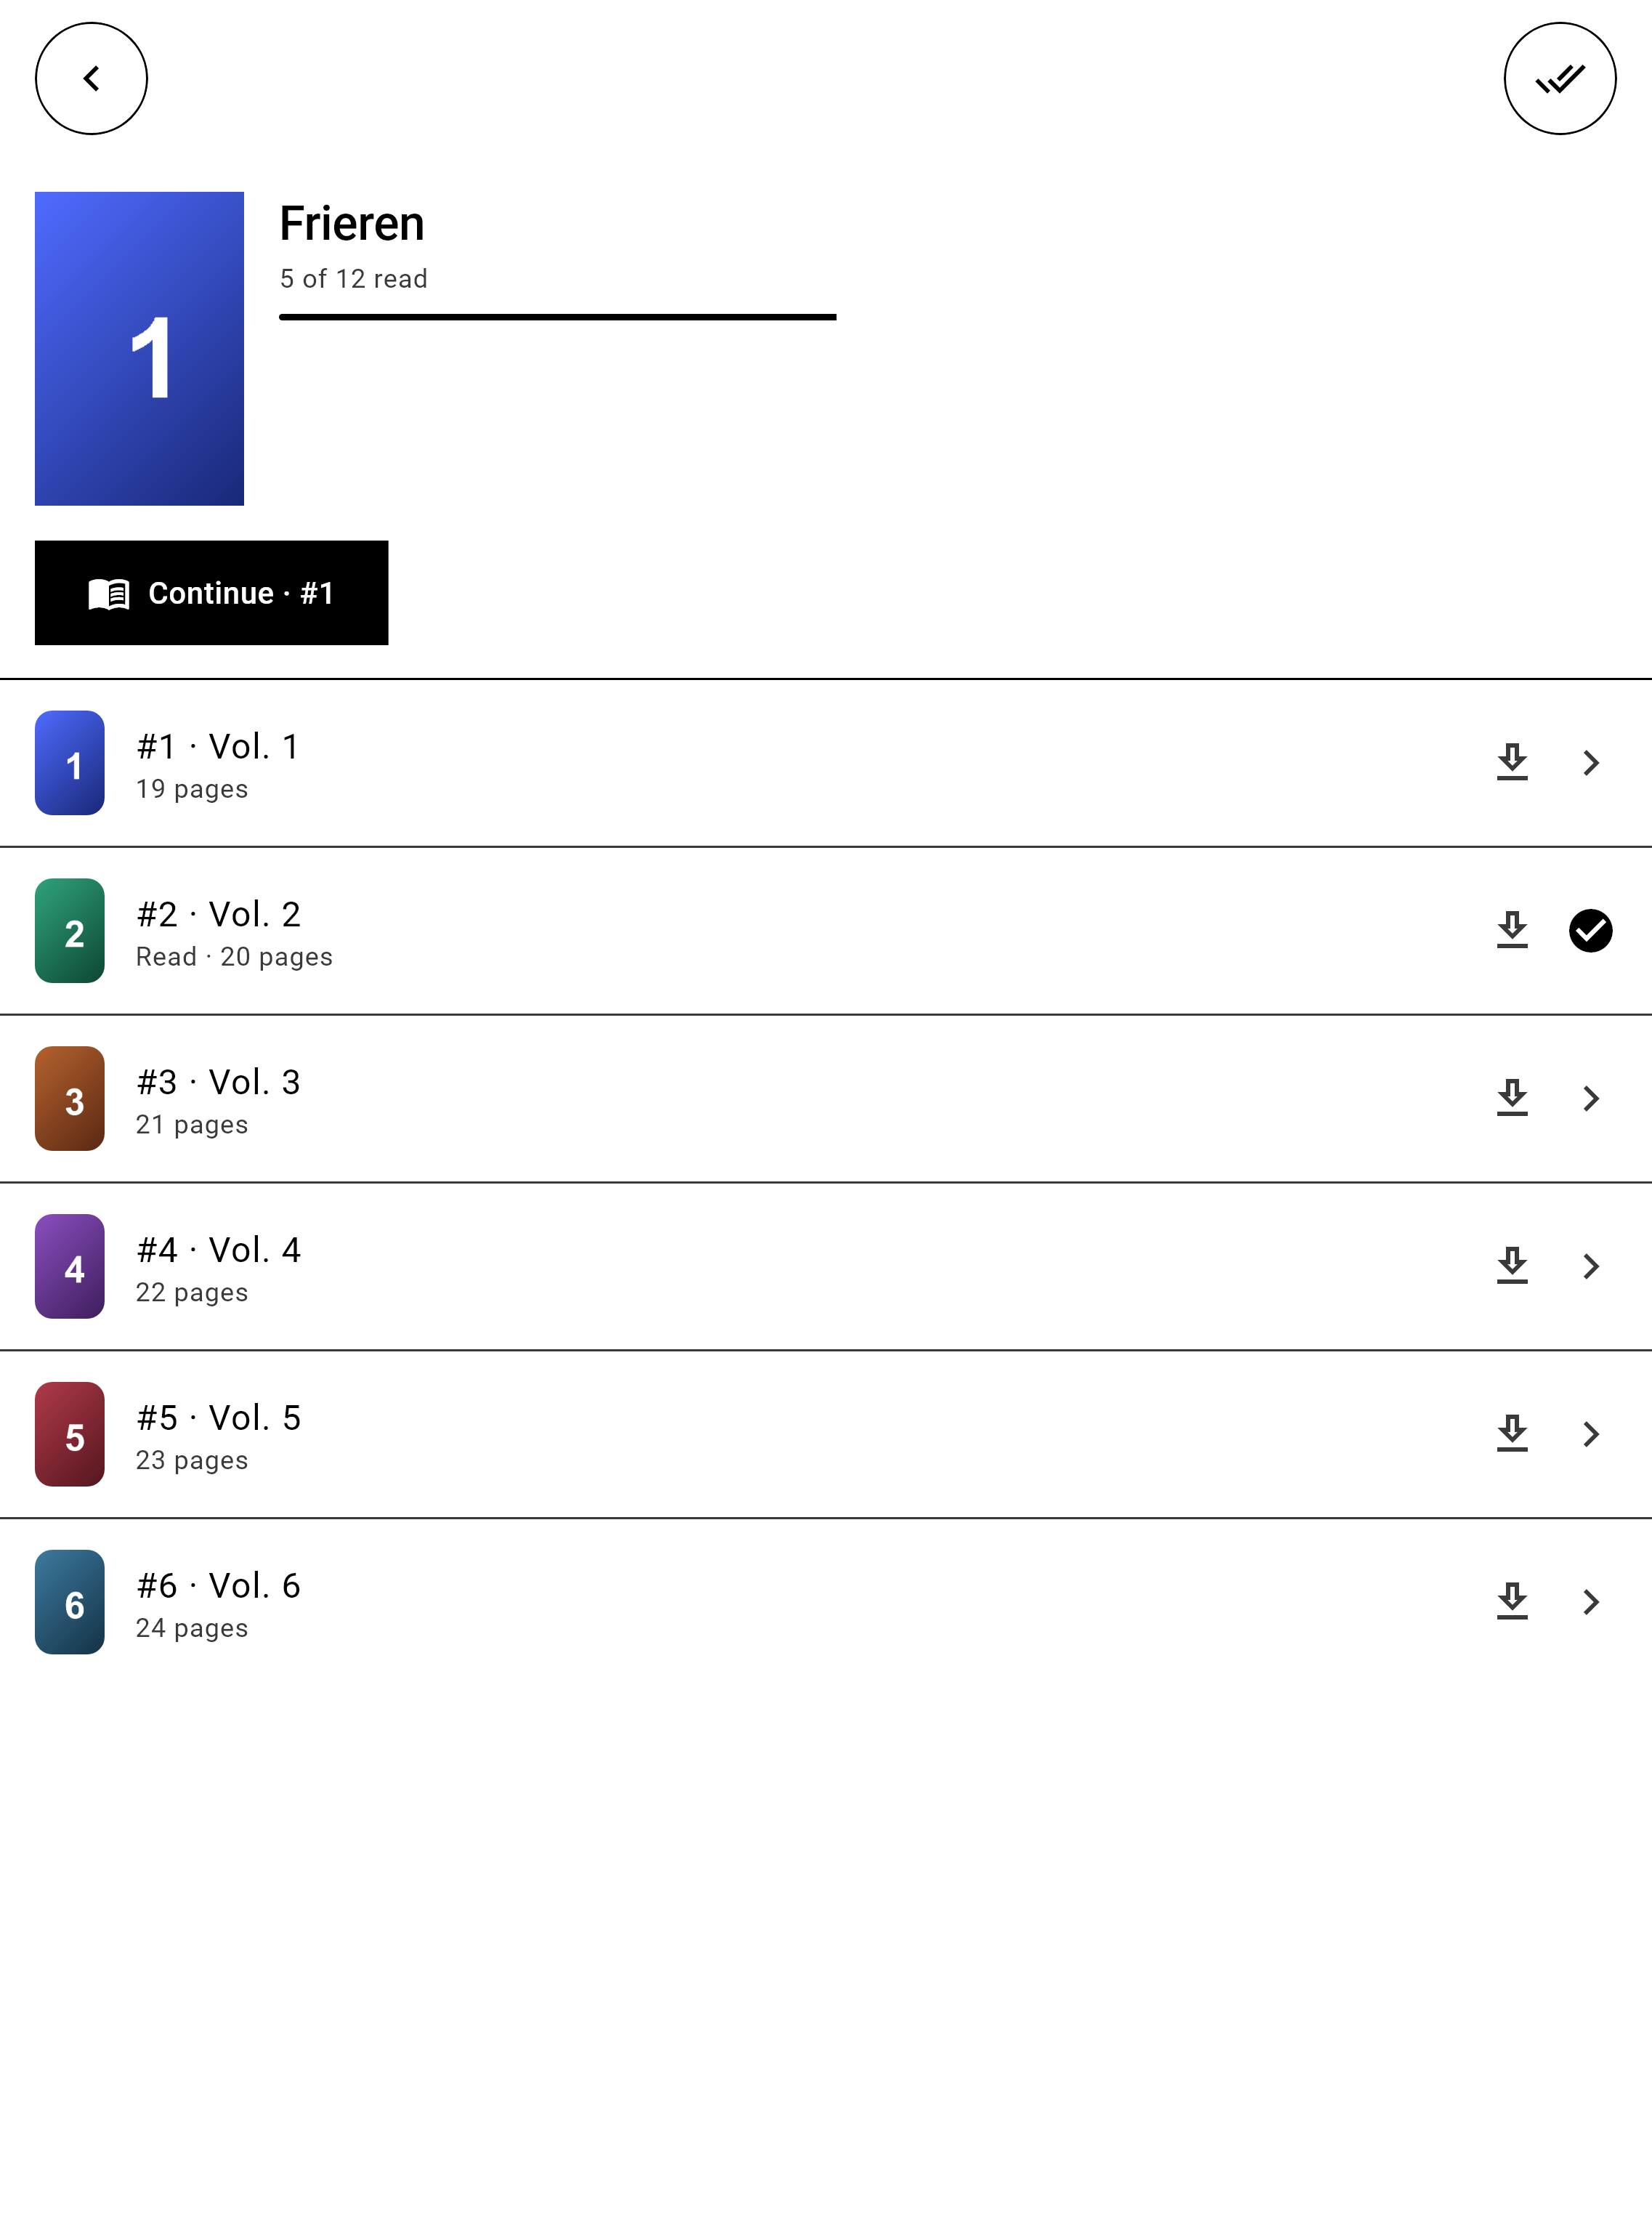 1
Frieren
5 of 12 read
Continue · #1
1
#1 · Vol. 1
19 pages
2
#2 · Vol. 2
Read · 20 pages
3
#3 · Vol. 3
21 pages
4
#4 · Vol. 4
22 pages
5
#5 · Vol. 5
23 pages
6
#6 · Vol. 6
24 pages